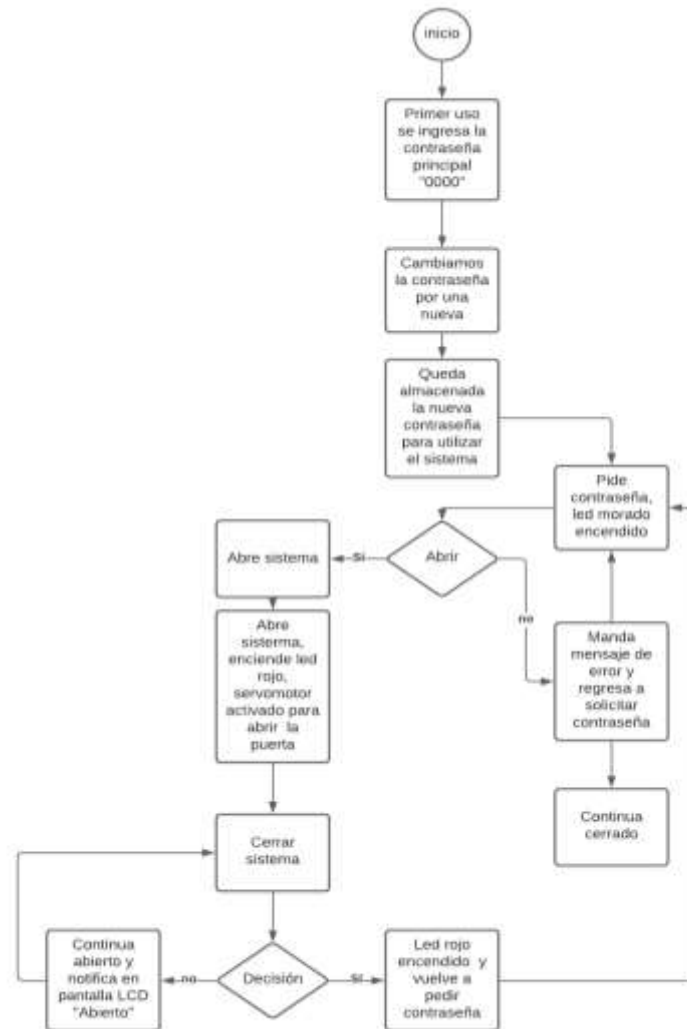 inicio
Primer uso
se ingresa la
contraseña
principal
"0000"
Cambiamos
la contraseña
por una
nueva
Queda
almacenada
la nueva
contraseña
para utilizar
el sistema
Pide
contraseña,
led morado
encendido
Abrir
Si
Abre sistema
no
Abre
sisterma,
enciende led
rojo,
servomotor
activado para
abrir la
puerta
Manda
mensaje de
error y
regresa a
solicitar
contraseña
Continua
cerrado
Cerrar
sistema
Decisión
no
Continua
abierto y
notifica en
pantalla LCD
"Abierto"
Si
Led rojo
encendido y
vuelve a
pedir
contraseña